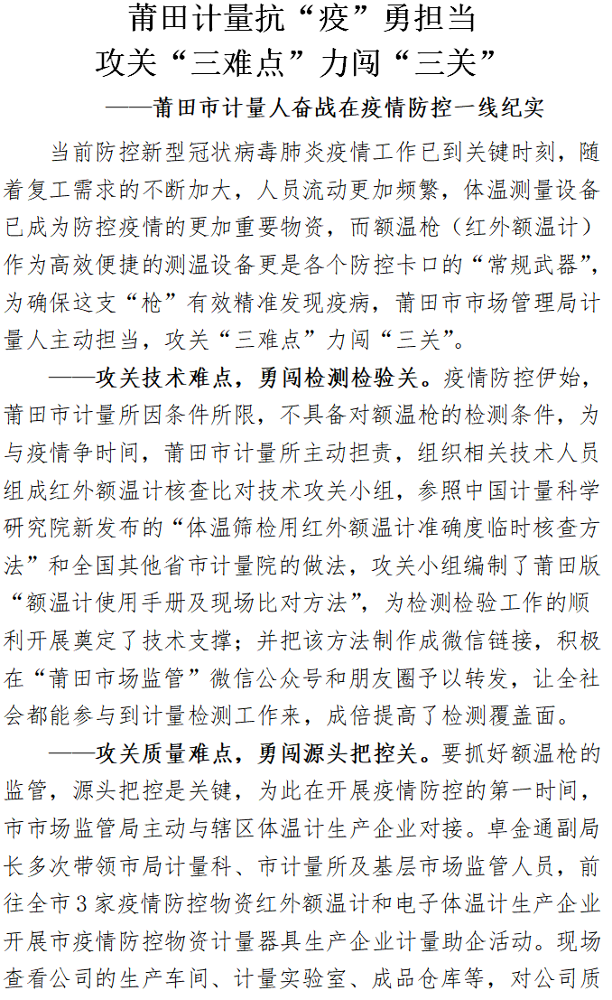 莆田计量抗“疫”勇担当
攻关“三难点”力闯“三关”
——莆田市计量人奋战在疫情防控一线纪实
当前防控新型冠状病毒肺炎疫情工作已到关键时刻，随
着复工需求的不断加大，人员流动更加频繁，体温测量设备
已成为防控疫情的更加重要物资，而额温枪（红外额温计）
作为高效便捷的测温设备更是各个防控卡口的“常规武器”，
为确保这支“枪”有效精准发现疫病，莆田市市场管理局计
量人主动担当，攻关“三难点”力闯“三关”。
——攻关技术难点，勇闯检测检验关。疫情防控伊始，
莆田市计量所因条件所限，不具备对额温枪的检测条件，为
与疫情争时间，莆田市计量所主动担责，组织相关技术人员
组成红外额温计核查比对技术攻关小组，参照中国计量科学
研究院新发布的“体温筛检用红外额温计准确度临时核查方
法”和全国其他省市计量院的做法，攻关小组编制了莆田版
“额温计使用手册及现场比对方法”，为检测检验工作的顺
利开展奠定了技术支撑；并把该方法制作成微信链接，积极
在“莆田市场监管”微信公众号和朋友圈予以转发，让全社
会都能参与到计量检测工作来，成倍提高了检测覆盖面。
——攻关质量难点，勇闯源头把控关。要抓好额温枪的
监管，源头把控是关键，为此在开展疫情防控的第一时间，
市市场监管局主动与辖区体温计生产企业对接。卓金通副局
长多次带领市局计量科、市计量所及基层市场监管人员，前
往全市3家疫情防控物资红外额温计和电子体温计生产企业
开展市疫情防控物资计量器具生产企业计量助企活动。现场
查看公司的生产车间、计量实验室、成品仓库等，对公司质